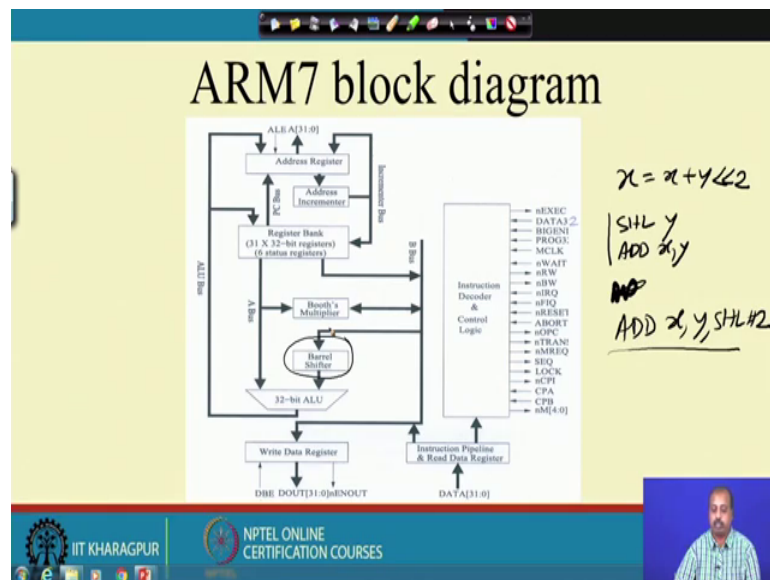 ARM7 block diagram
ALE A[31:0]
Address Register
Address
Incrementer
Incrementer Bus
PC Bus
Register Bank
(31 X 32-bit registers)
(6 status registers)
ALU Bus
A Bus
B Bus
Booth's
Multiplier
Barrel
Shifter
32-bit ALU
Write Data Register
DBE DOUT[31:0]nENOUT
Instruction
Decoder
&
Control
Logic
Instruction Pipeline
& Read Data Register
DATA[31:0]
nEXEC
DATA32
BIGENI
PROG3
MCLK
nWAIT
nRW
nBW
nIRQ
nFIQ
nRESET
ABORT
nOPC
nTRANS
nMREQ
SEQ
LOCK
nCPI
CPA
CPB
nM[4:0]
x = x + y << 2
SHL y
ADD x, y
ADD x, y, SHL #2
IIT KHARAGPUR
NPTEL ONLINE
CERTIFICATION COURSES